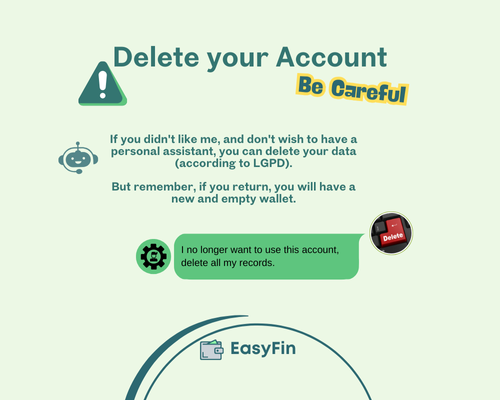 Delete your Account
Be Careful
If you didn't like me, and don't wish to have a
personal assistant, you can delete your data
(according to LGPD).
But remember, if you return, you will have a
new and empty wallet.
Delete
I no longer want to use this account,
delete all my records.
EasyFin